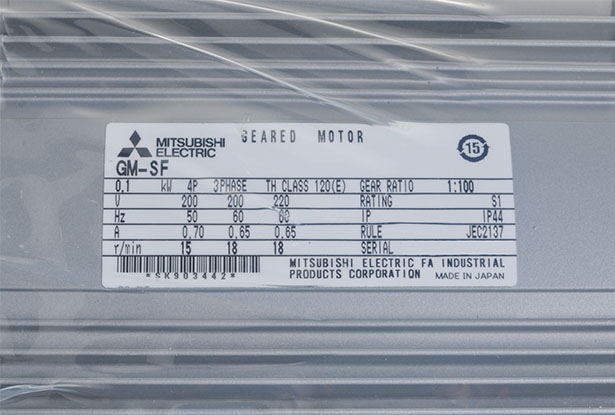 MITSUBISHI ELECTRIC GEARED MOTOR 15
GM-SF
0.1 kW 4P 3PHASE TH CLASS 120(E) GEAR RATIO 1:100
V 200 200 220 RATING S1
Hz 50 60 60 IP IP44
A 0.70 0.65 0.65 RULE JEC2137
r/min 15 18 18 SERIAL
*SK903442* MITSUBISHI ELECTRIC FA INDUSTRIAL
PRODUCTS CORPORATION MADE IN JAPAN